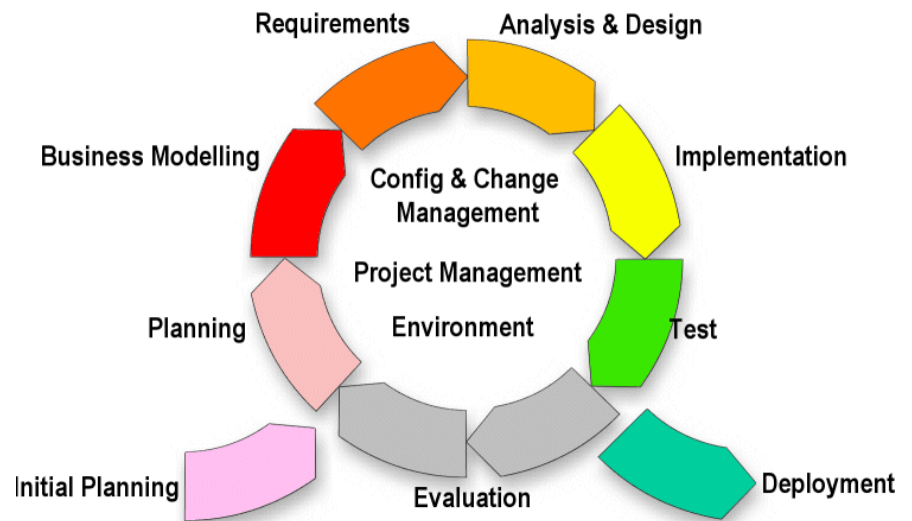 Requirements
Analysis & Design
Business Modelling
Implementation
Config & Change
Management
Project Management
Environment
Planning
Test
Initial Planning
Evaluation
Deployment